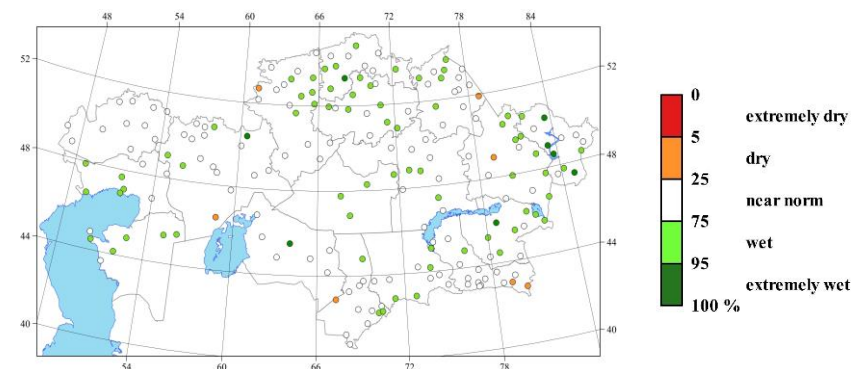 48 54 60 66 72 78 84
52 52
48 48
44 44
40 40
54 60 66 72 78
0
extremely dry
5
dry
25
near norm
75
wet
95
extremely wet
100 %